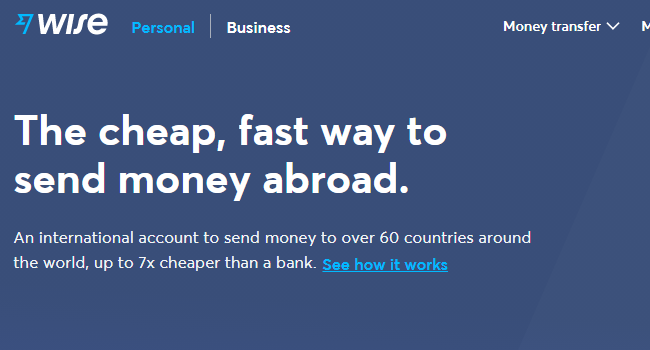 WISE Personal Business Money transfer M
The cheap, fast way to
send money abroad.
An international account to send money to over 60 countries around
the world, up to 7x cheaper than a bank. See how it works